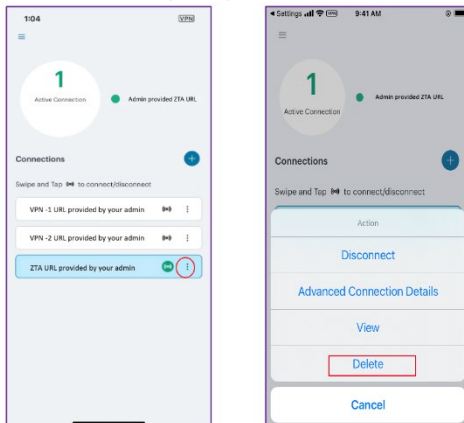 1:04
VPN
1
Active Connection
Admin provided ZTA URL
Connections
Swipe and Tap to connect/disconnect
VPN -1 URL provided by your admin
VPN -2 URL provided by your admin
ZTA URL provided by your admin
Settings VPN 9:41 AM
1
Active Connection
Admin provided ZTA URL
Connections
Swipe and Tap to connect/disconnect
Action
Disconnect
Advanced Connection Details
View
Delete
Cancel